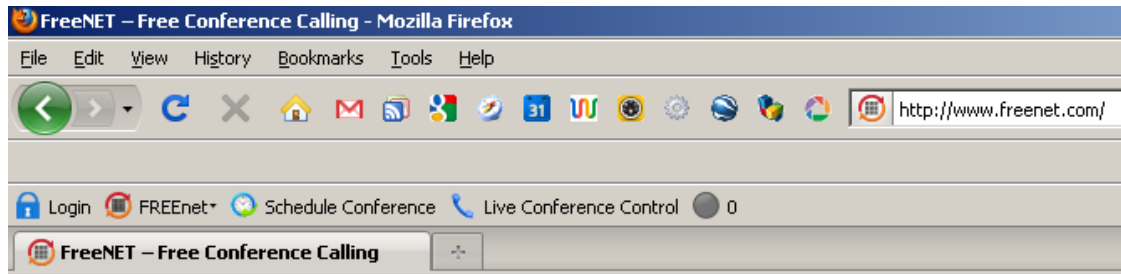 FreeNET – Free Conference Calling - Mozilla Firefox
File Edit View History Bookmarks Tools Help
31 http://www.freenet.com/
Login FREEnet Schedule Conference Live Conference Control 0
FreeNET – Free Conference Calling